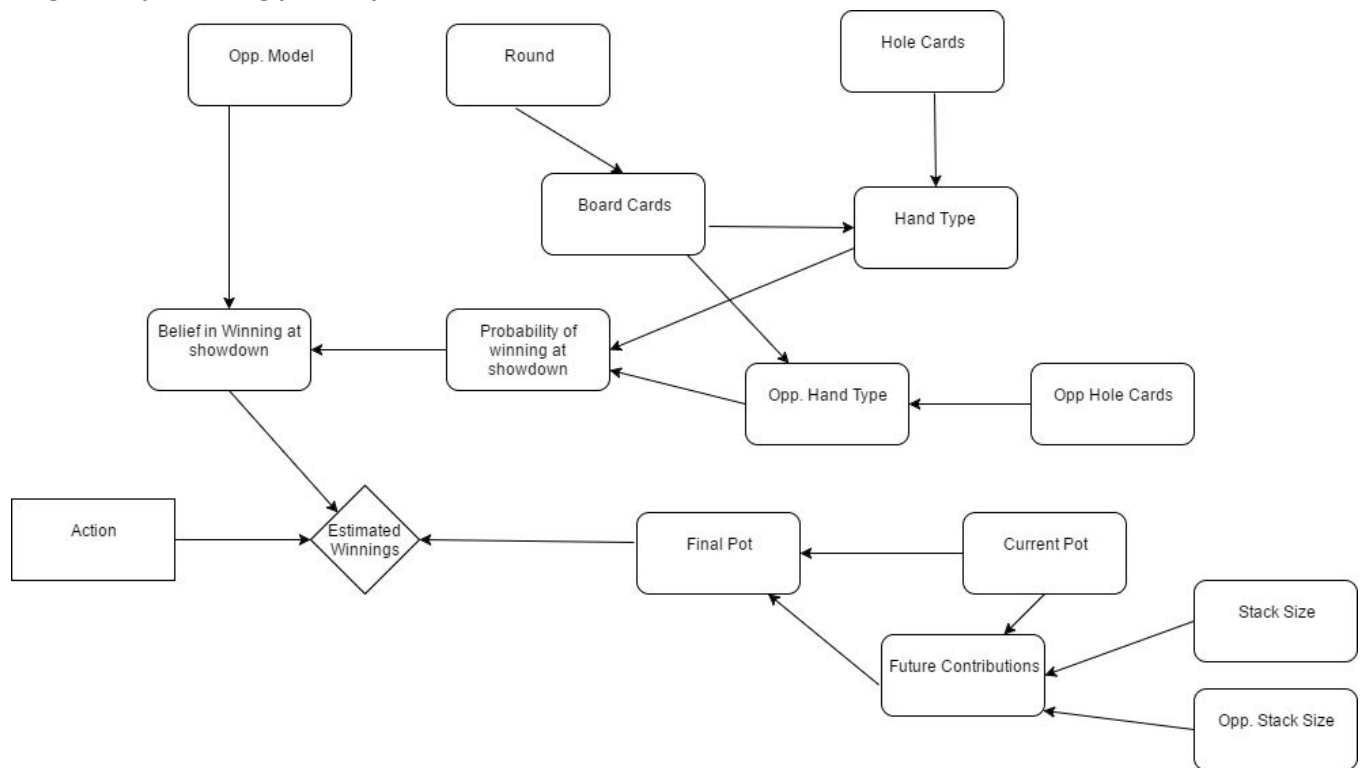 Opp. Model
Round
Hole Cards
Board Cards
Hand Type
Belief in Winning at
showdown
Probability of
winning at
showdown
Opp. Hand Type
Opp Hole Cards
Action
Estimated
Winnings
Final Pot
Current Pot
Stack Size
Future Contributions
Opp. Stack Size